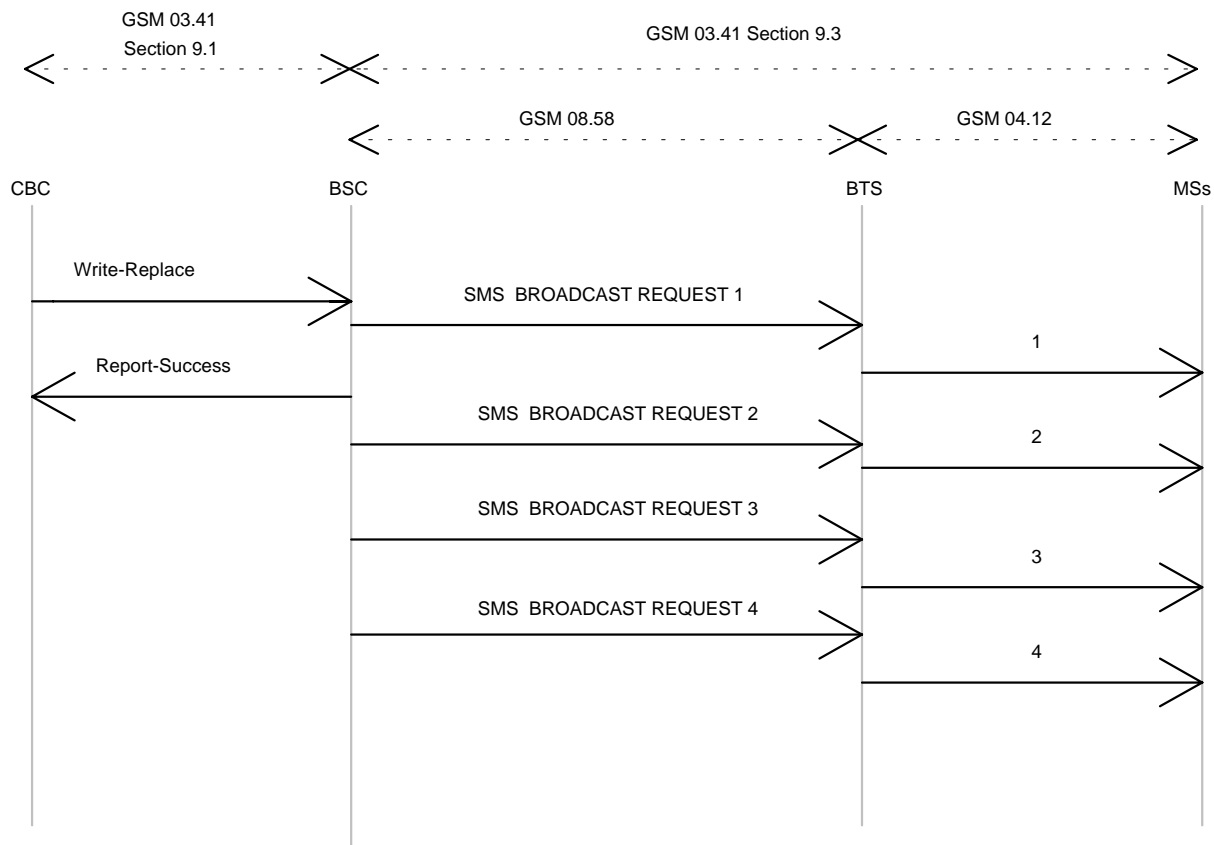 GSM 03.41
Section 9.1
GSM 03.41 Section 9.3
GSM 08.58
GSM 04.12
CBC
BSC
BTS
MSs
Write-Replace
SMS BROADCAST REQUEST 1
1
Report-Success
SMS BROADCAST REQUEST 2
2
SMS BROADCAST REQUEST 3
3
SMS BROADCAST REQUEST 4
4